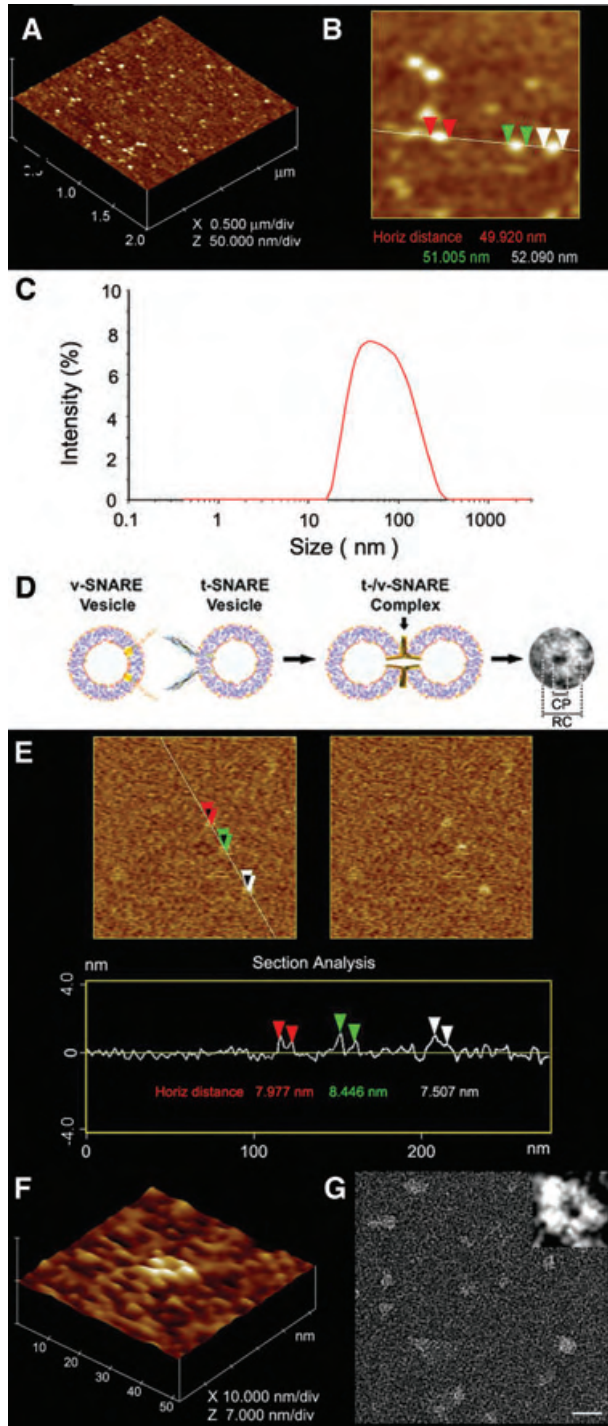 A
2.0
1.5
1.0
μm
X 0.500 μm/div
Z 50.000 nm/div
B
Horiz distance 49.920 nm
51.005 nm 52.090 nm
C
10
8
6
4
2
0
Intensity (%)
0.1 1 10 100 1000
Size ( nm )
D
v-SNARE
Vesicle
t-SNARE
Vesicle
t-/v-SNARE
Complex
CP
RC
E
nm
Section Analysis
4.0
0
-4.0
Horiz distance 7.977 nm 8.446 nm 7.507 nm
0 100 200 nm
F
10
20
30
40
50
nm
X 10.000 nm/div
Z 7.000 nm/div
G